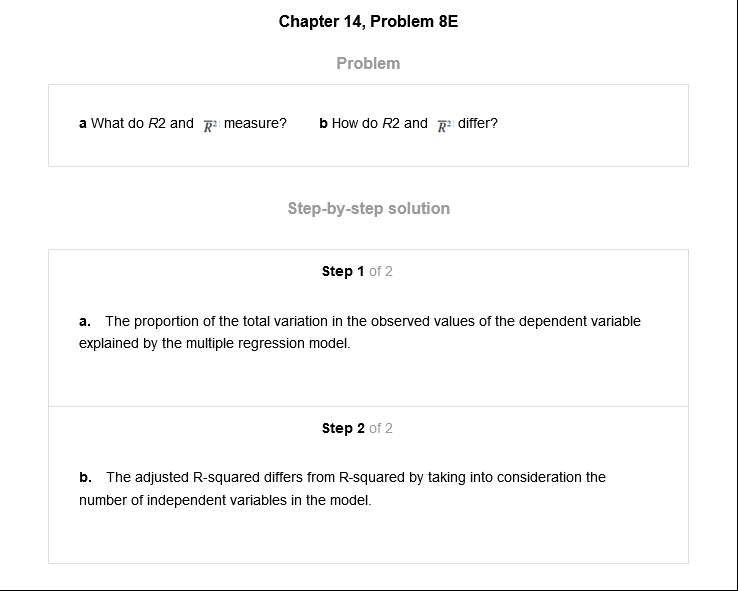 Chapter 14, Problem 8E
Problem
a What do R2 and R̅²: measure? b How do R2 and R̅²: differ?
Step-by-step solution
Step 1 of 2
a. The proportion of the total variation in the observed values of the dependent variable
explained by the multiple regression model.
Step 2 of 2
b. The adjusted R-squared differs from R-squared by taking into consideration the
number of independent variables in the model.